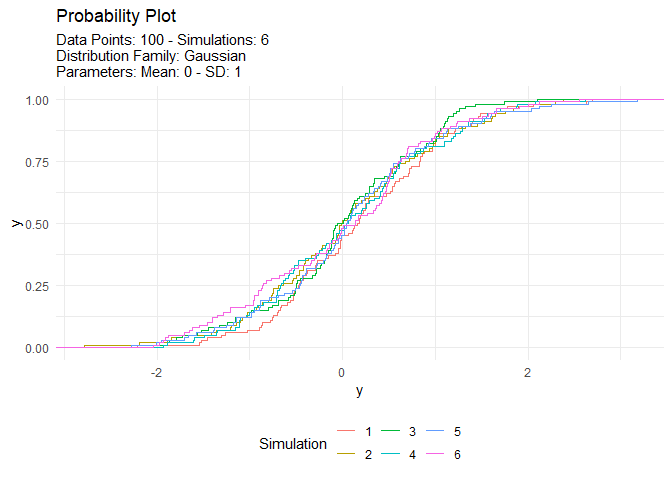 Probability Plot
Data Points: 100 - Simulations: 6
Distribution Family: Gaussian
Parameters: Mean: 0 - SD: 1
1.00
0.75
0.50
0.25
0.00
y
-2
0
2
y
Simulation
1
3
5
2
4
6